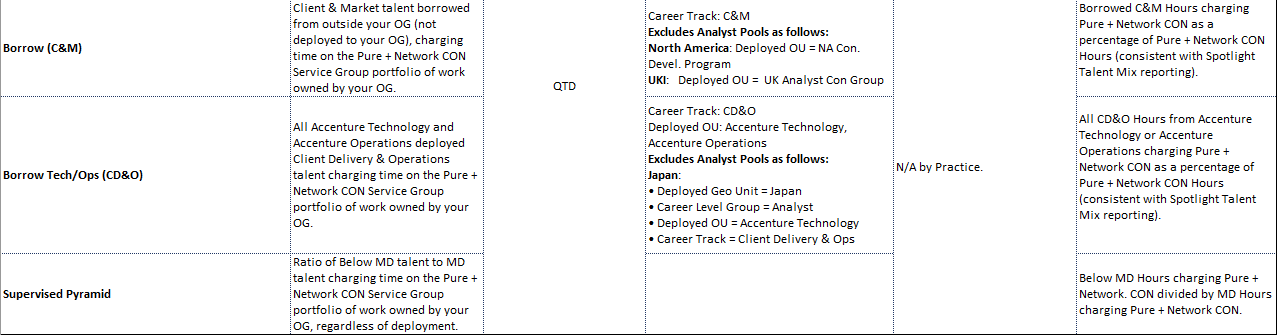 Borrow (C&M)
Client & Market talent borrowed
from outside your OG (not
deployed to your OG), charging
time on the Pure + Network CON
Service Group portfolio of work
owned by your OG.
QTD
Career Track: C&M
Excludes Analyst Pools as follows:
North America: Deployed OU = NA Con.
Devel. Program
UKI:   Deployed OU =  UK Analyst Con Group
N/A by Practice.
Borrowed C&M Hours charging
Pure + Network CON as a
percentage of Pure + Network CON
Hours (consistent with Spotlight
Talent Mix reporting).
Borrow Tech/Ops (CD&O)
All Accenture Technology and
Accenture Operations deployed
Client Delivery & Operations
talent charging time on the Pure +
Network CON Service Group
portfolio of work owned by your
OG.
Career Track: CD&O
Deployed OU: Accenture Technology,
Accenture Operations
Excludes Analyst Pools as follows:
Japan:
• Deployed Geo Unit = Japan
• Career Level Group = Analyst
• Deployed OU = Accenture Technology
• Career Track = Client Delivery & Ops
All CD&O Hours from Accenture
Technology or Accenture
Operations charging Pure +
Network CON as a percentage of
Pure + Network CON Hours
(consistent with Spotlight Talent
Mix reporting).
Supervised Pyramid
Ratio of Below MD talent to MD
talent charging time on the Pure +
Network CON Service Group
portfolio of work owned by your
OG, regardless of deployment.
Below MD Hours charging Pure +
Network. CON divided by MD Hours
charging Pure + Network CON.